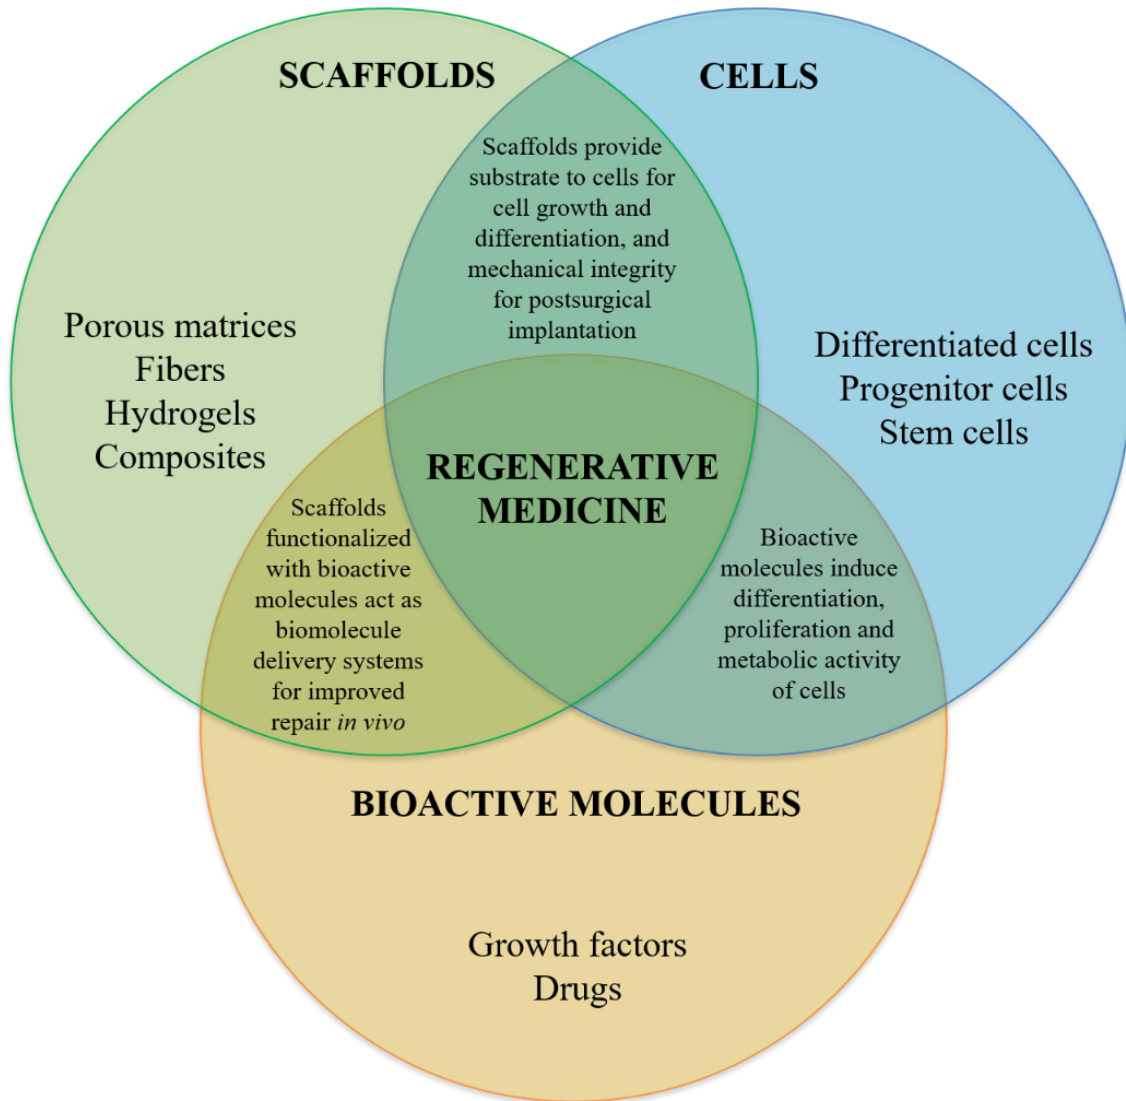 SCAFFOLDS
CELLS
Scaffolds provide
substrate to cells for
cell growth and
differentiation, and
mechanical integrity
for postsurgical
implantation
Porous matrices
Fibers
Hydrogels
Composites
Differentiated cells
Progenitor cells
Stem cells
REGENERATIVE
MEDICINE
Scaffolds
functionalized
with bioactive
molecules act as
biomolecule
delivery systems
for improved
repair in vivo
Bioactive
molecules induce
differentiation,
proliferation and
metabolic activity
of cells
BIOACTIVE MOLECULES
Growth factors
Drugs